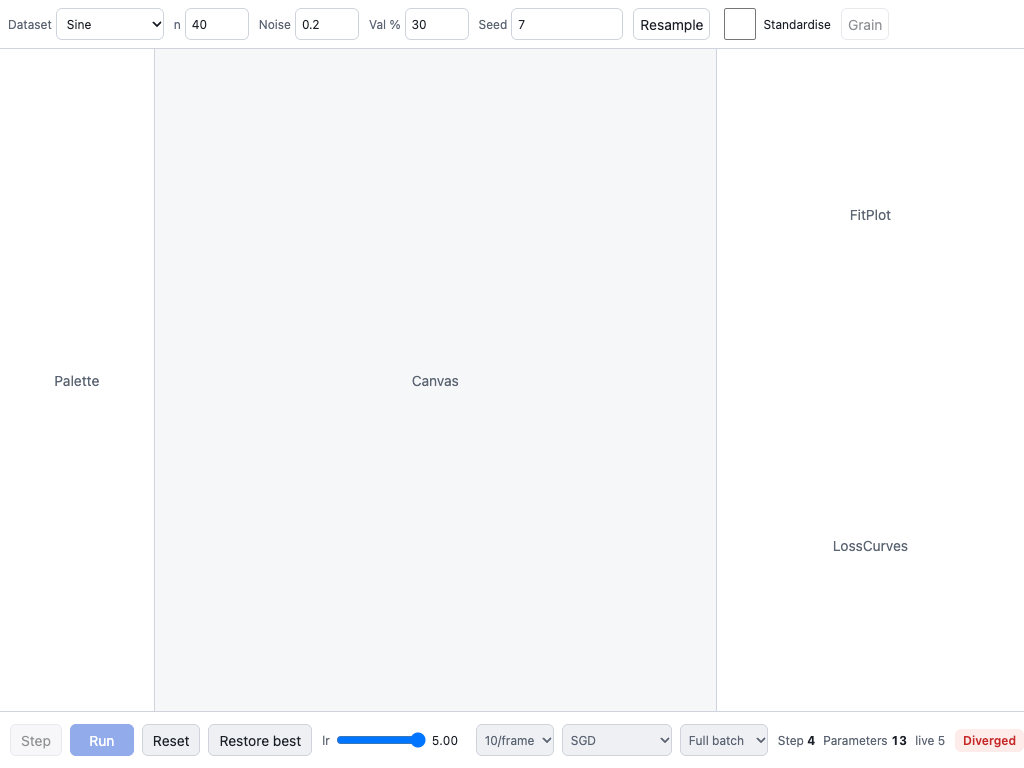 Dataset Sine n 40 Noise 0.2 Val % 30 Seed 7 Resample Standardise Grain
FitPlot
Palette
Canvas
LossCurves
Step Run Reset Restore best lr 5.00 10/frame SGD Full batch Step 4 Parameters 13 live 5 Diverged